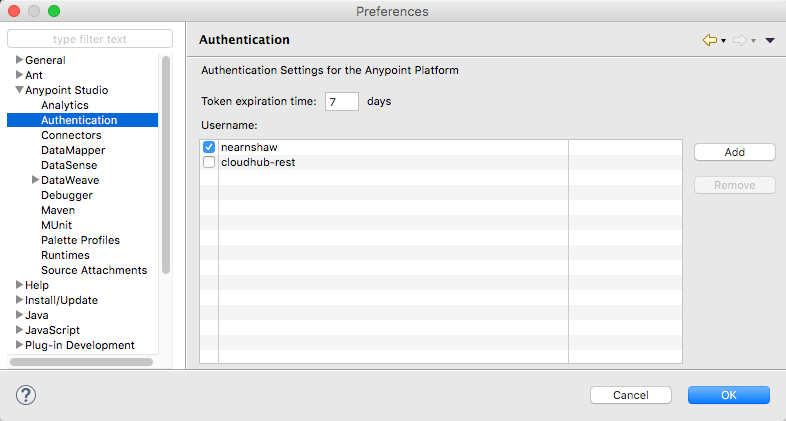 Preferences
type filter text
General
Ant
Anypoint Studio
Analytics
Authentication
Connectors
DataMapper
DataSense
DataWeave
Debugger
Maven
MUnit
Palette Profiles
Runtimes
Source Attachments
Help
Install/Update
Java
JavaScript
Plug-in Development
Authentication
Authentication Settings for the Anypoint Platform
Token expiration time: 7 days
Username:
nearnshaw
cloudhub-rest
Add
Remove
?
Cancel
OK